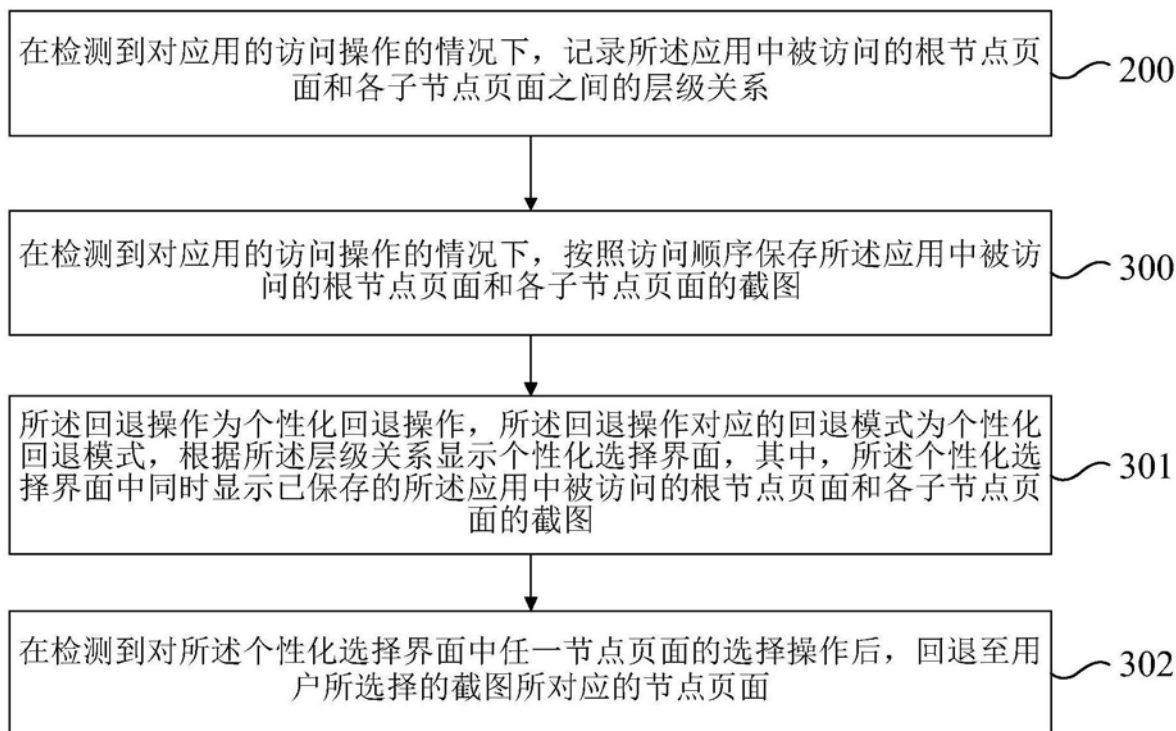 在检测到对应用的访问操作的情况下，记录所述应用中被访问的根节点页
面和各子节点页面之间的层级关系
200
在检测到对应用的访问操作的情况下，按照访问顺序保存所述应用中被访
问的根节点页面和各子节点页面的截图
300
所述回退操作为个性化回退操作，所述回退操作对应的回退模式为个性化
回退模式，根据所述层级关系显示个性化选择界面，其中，所述个性化选
择界面中同时显示已保存的所述应用中被访问的根节点页面和各子节点页
面的截图
301
在检测到对所述个性化选择界面中任一节点页面的选择操作后，回退至用
户所选择的截图所对应的节点页面
302